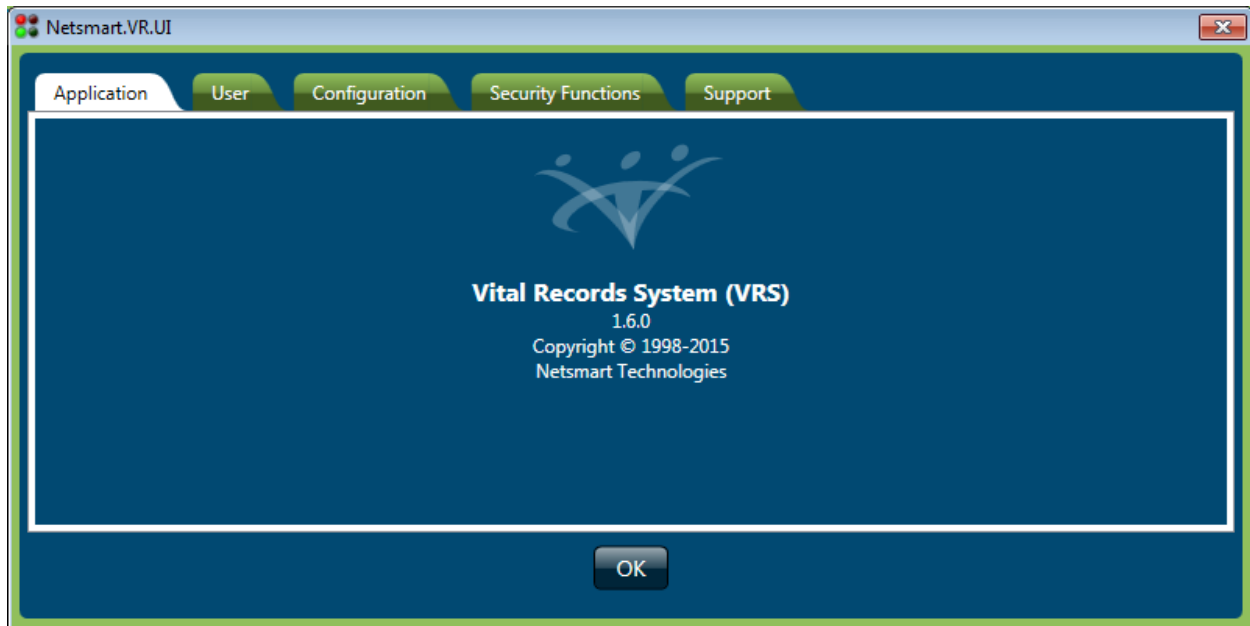 Netsmart.VR.UI
Application User Configuration Security Functions Support
Vital Records System (VRS)
1.6.0
Copyright © 1998-2015
Netsmart Technologies
OK